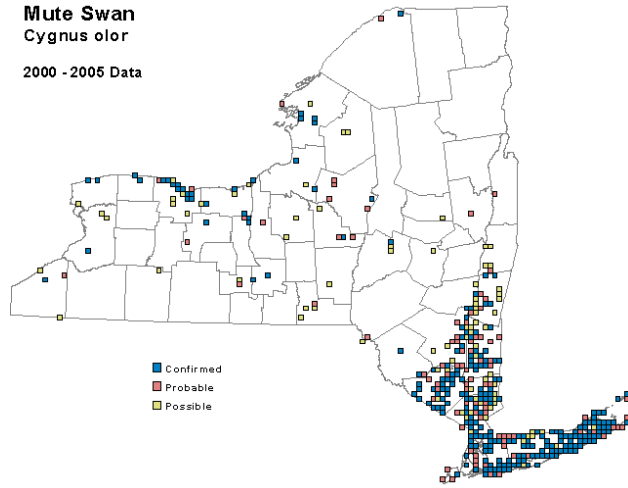 Mute Swan
Cygnus olor
2000 - 2005 Data
Confirmed
Probable
Possible